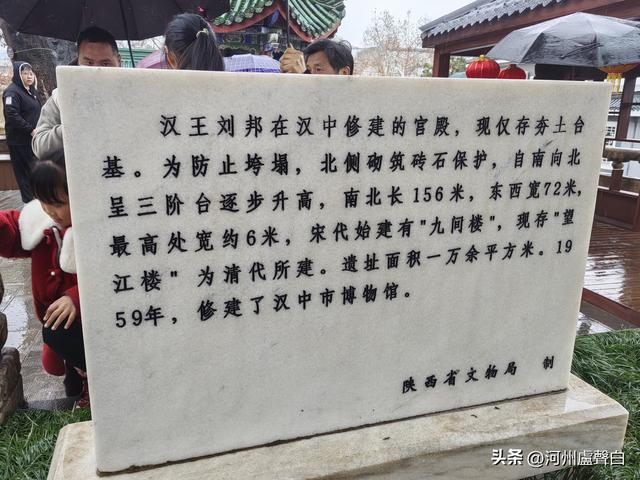 汉王刘邦在汉中修建的宫殿，现仅存夯土台
基。为防止垮塌，北侧砌筑砖石保护，自南向北
呈三阶台逐步升高，南北长156米，东西宽72米，
最高处宽约6米，宋代始建有"九间楼"，现存"望
江楼"为清代所建。遗址面积一万余平方米。19
59年，修建了汉中市博物馆。
陕西省文物局 制
头条 @河州盧聲白